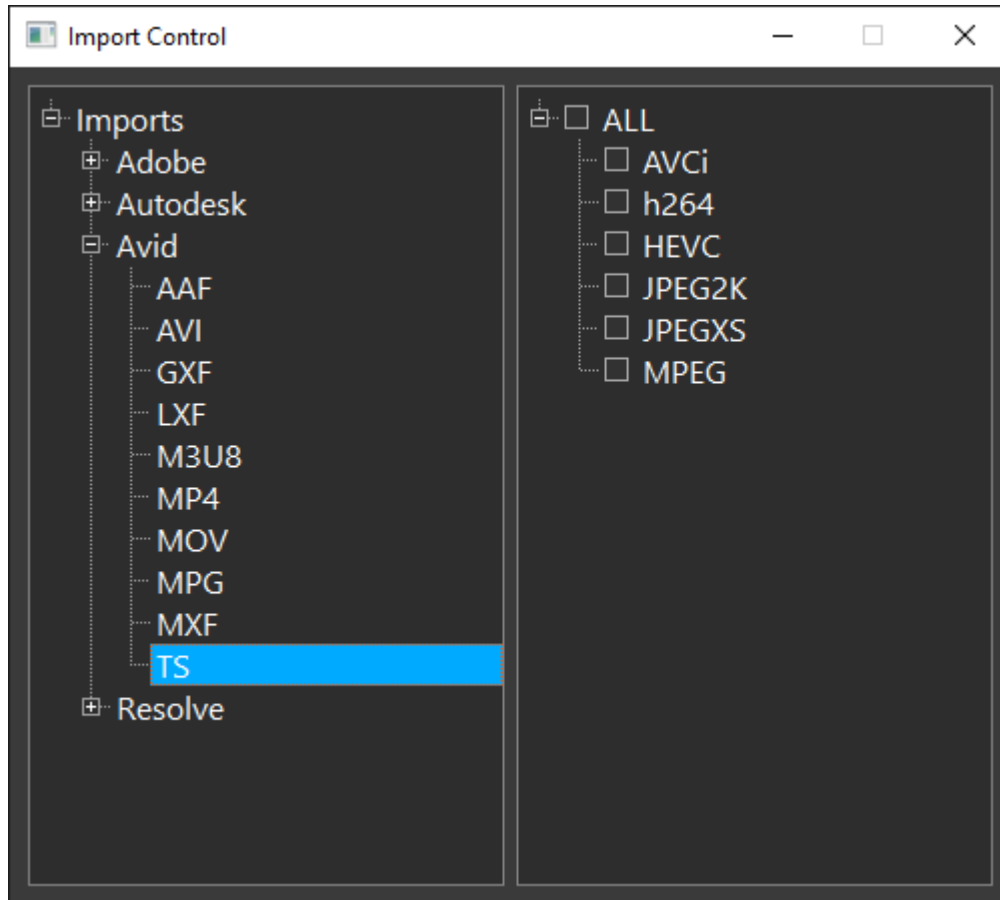 Import Control
Imports
Adobe
Autodesk
Avid
AAF
AVI
GXF
LXF
M3U8
MP4
MOV
MPG
MXF
TS
Resolve
ALL
AVCi
h264
HEVC
JPEG2K
JPEGXS
MPEG